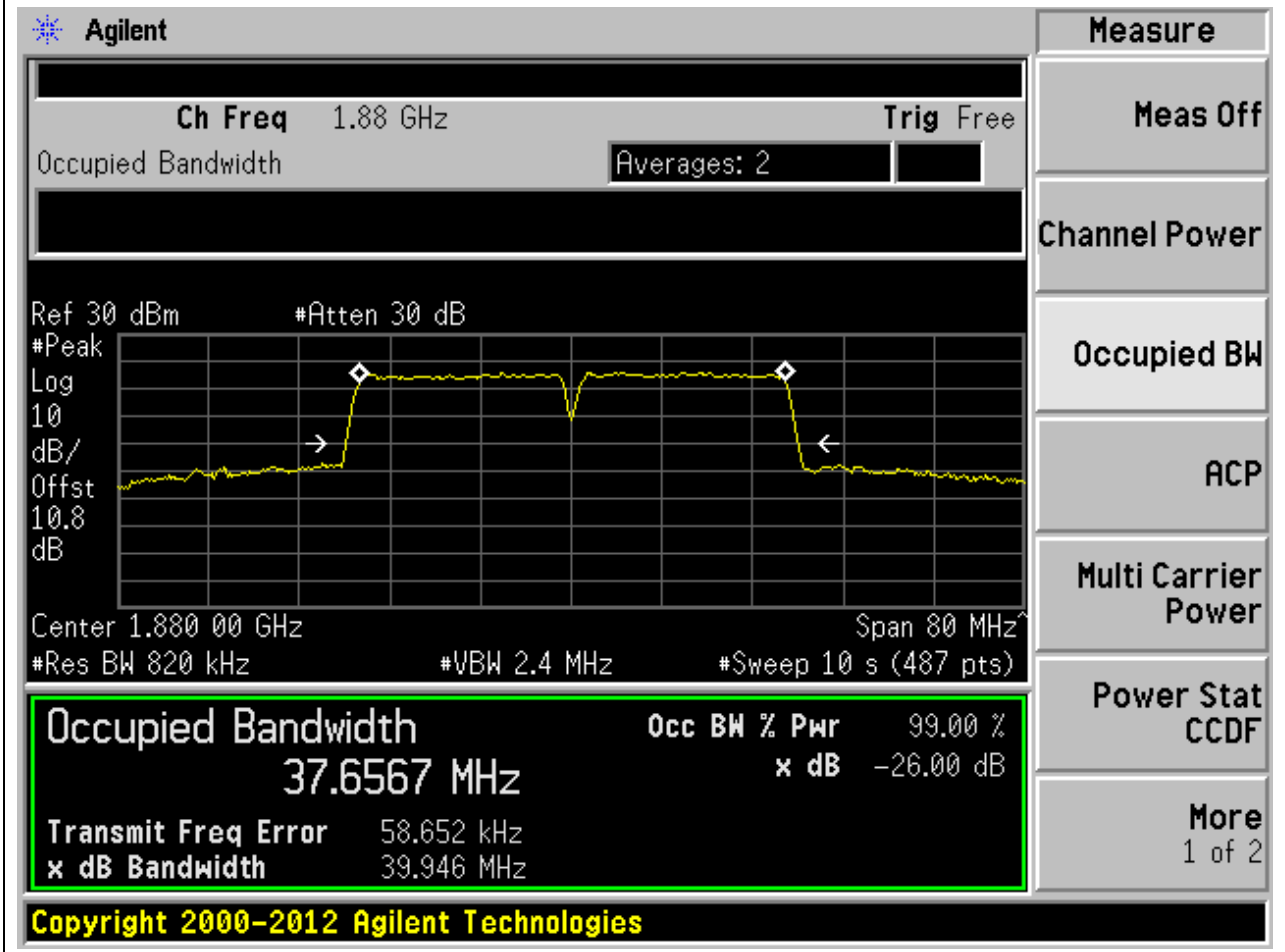 Agilent
Measure
Ch Freq 1.88 GHz Trig Free
Meas Off
Occupied Bandwidth Averages: 2
Channel Power
Ref 30 dBm #Atten 30 dB
#Peak
Log
10
dB/
Offst
10.8
dB
Occupied BW
ACP
Multi Carrier
Power
Center 1.880 00 GHz Span 80 MHz^
#Res BW 820 kHz #VBW 2.4 MHz #Sweep 10 s (487 pts)
Power Stat
CCDF
Occupied Bandwidth Occ BW % Pwr 99.00 %
37.6567 MHz x dB -26.00 dB
Transmit Freq Error 58.652 kHz
x dB Bandwidth 39.946 MHz
More
1 of 2
Copyright 2000-2012 Agilent Technologies